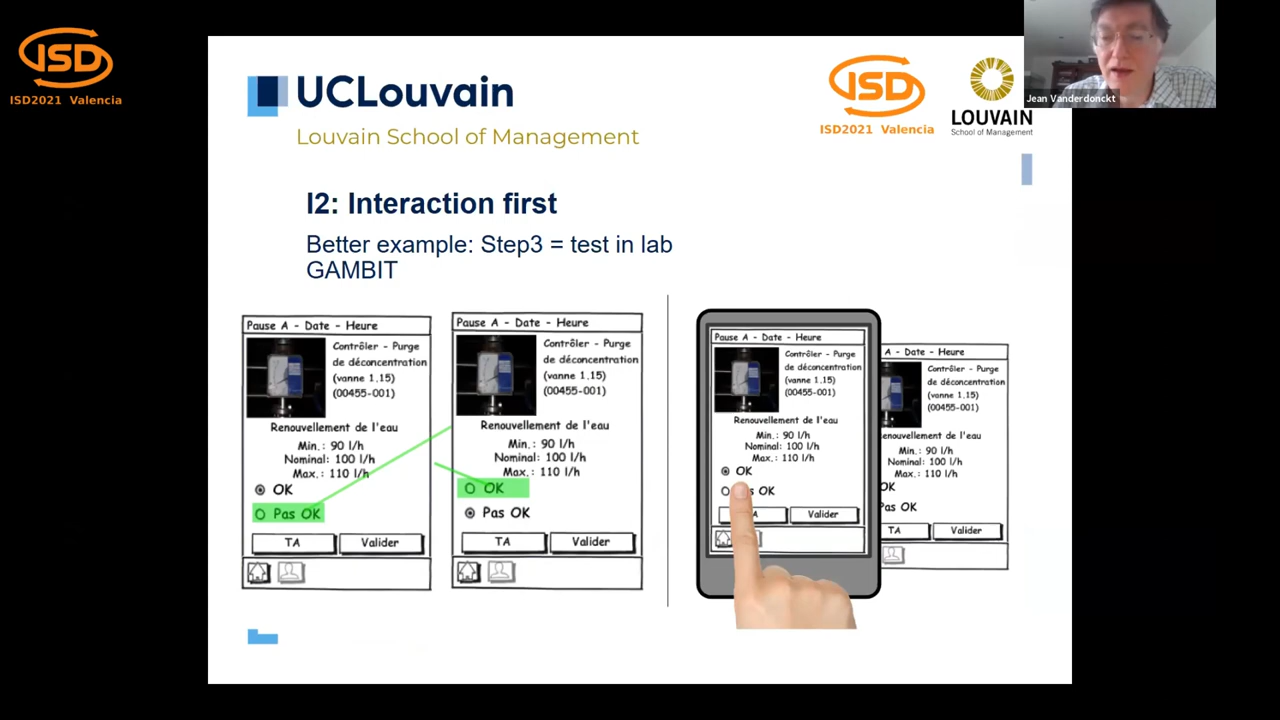 ISD
ISD2021 Valencia
UCLouvain
Louvain School of Management
ISD
ISD2021 Valencia
LOUVAIN
School of Management
Jean Vanderdonckt
I2: Interaction first
Better example: Step3 = test in lab
GAMBIT
Pause A - Date - Heure
Contrôler - Purge
de déconcentration
(vanne 1.15)
(00455-001)
Renouvellement de l'eau
Min.: 90 l/h
Nominal: 100 l/h
Max.: 110 l/h
OK
Pas OK
TA
Valider
Pause A - Date - Heure
Contrôler - Purge
de déconcentration
(vanne 1.15)
(00455-001)
Renouvellement de l'eau
Min.: 90 l/h
Nominal: 100 l/h
Max.: 110 l/h
OK
Pas OK
TA
Valider
Pause A - Date - Heure
Contrôler - Purge
de déconcentration
(vanne 1.15)
(00455-001)
Renouvellement de l'eau
Min.: 90 l/h
Nominal: 100 l/h
Max.: 110 l/h
OK
s OK
A
Valider
A - Date - Heure
Contrôler - Purge
de déconcentration
(vanne 1.15)
(00455-001)
enouvellement de l'eau
Min.: 90 l/h
Nominal: 100 l/h
Max.: 110 l/h
OK
Pas OK
TA
Valider